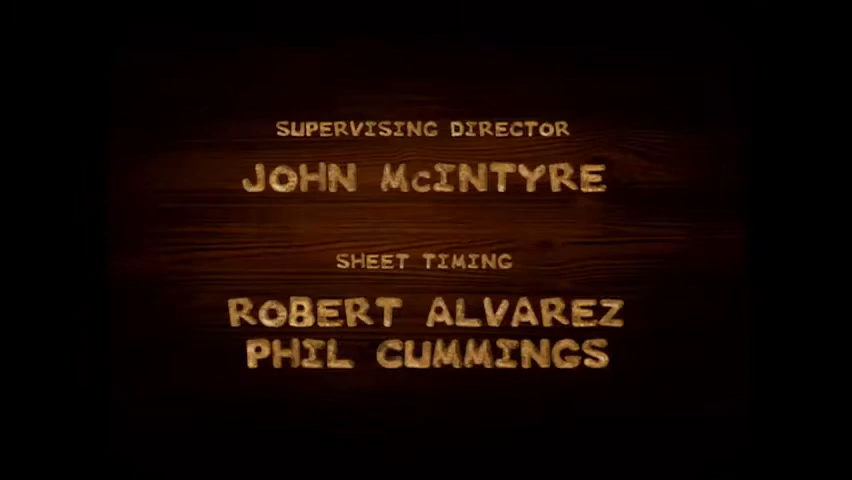 SUPERVISING DIRECTOR
JOHN McINTYRE
SHEET TIMING
ROBERT ALVAREZ
PHIL CUMMINGS